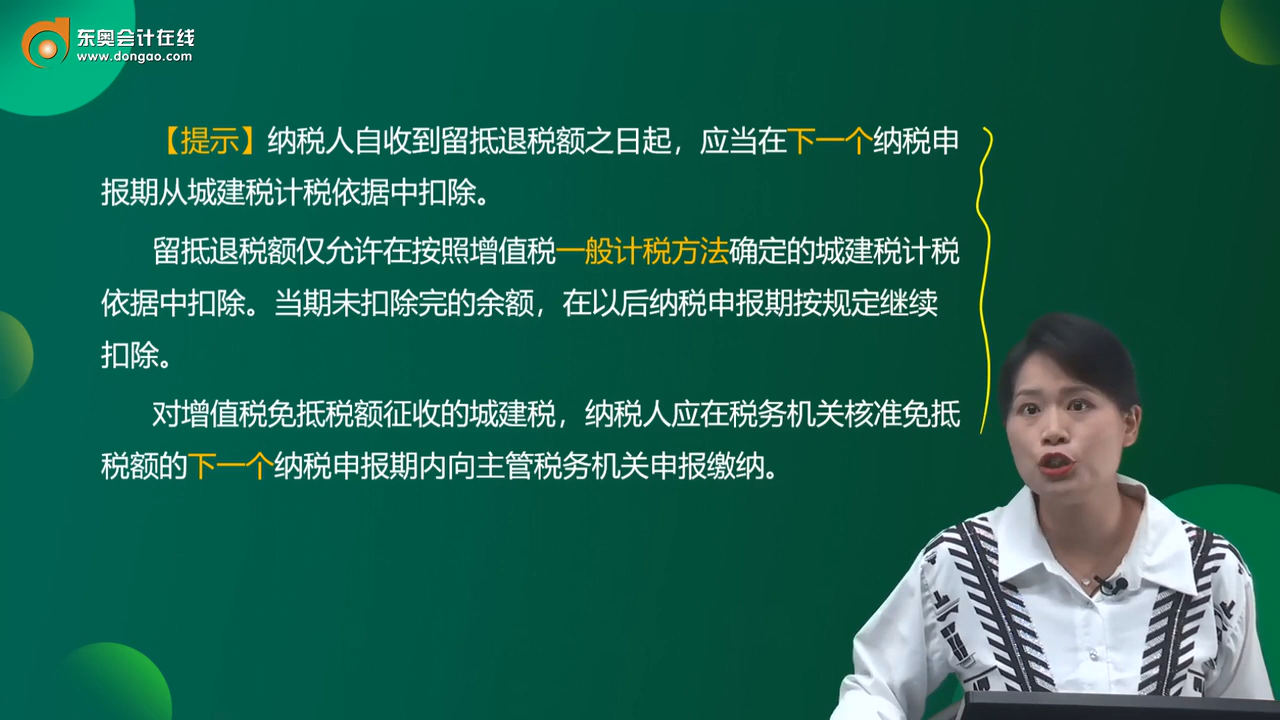 东奥会计在线
www.dongao.com
【提示】纳税人自收到留抵退税额之日起，应当在下一个纳税申
报期从城建税计税依据中扣除。
留抵退税额仅允许在按照增值税一般计税方法确定的城建税计税
依据中扣除。当期未扣除完的余额，在以后纳税申报期按规定继续
扣除。
对增值税免抵税额征收的城建税，纳税人应在税务机关核准免抵
税额的下一个纳税申报期内向主管税务机关申报缴纳。